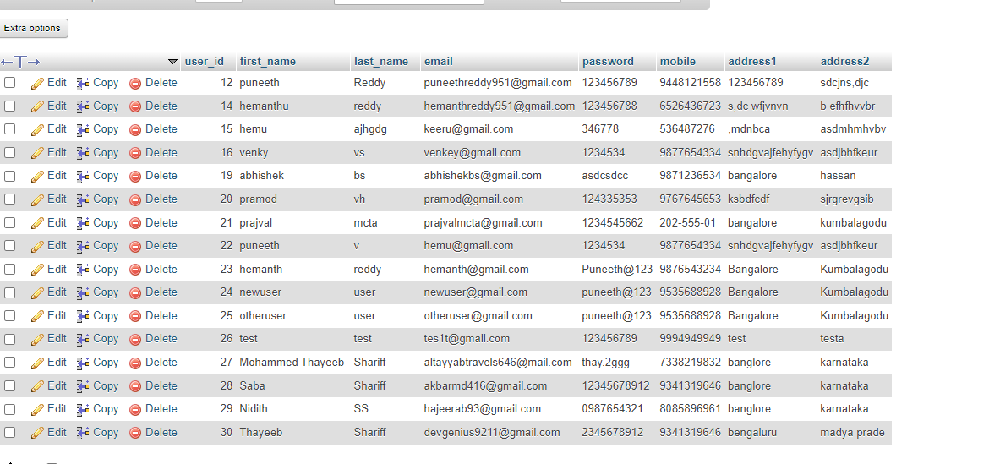 Extra options
user_id first_name last_name email password mobile address1 address2
Edit Copy Delete 12 puneeth Reddy puneethreddy951@gmail.com 123456789 9448121558 123456789 sdcjns,djc
Edit Copy Delete 14 hemanthu reddy hemanthreddy951@gmail.com 123456788 6526436723 s,dc wfjvnvn b efhfhvvbr
Edit Copy Delete 15 hemu ajhgdg keeru@gmail.com 346778 536487276 ,mdnbca asdmhmhvbv
Edit Copy Delete 16 venky vs venkey@gmail.com 1234534 9877654334 snhdgvajfehyfygv asdjbhfkeur
Edit Copy Delete 19 abhishek bs abhishekbs@gmail.com asdcsdcc 9871236534 bangalore hassan
Edit Copy Delete 20 pramod vh pramod@gmail.com 124335353 9767645653 ksbdfcdf sjrgrevgsib
Edit Copy Delete 21 prajval mcta prajvalmcta@gmail.com 1234545662 202-555-01 bangalore kumbalagodu
Edit Copy Delete 22 puneeth v hemu@gmail.com 1234534 9877654334 snhdgvajfehyfygv asdjbhfkeur
Edit Copy Delete 23 hemanth reddy hemanth@gmail.com Puneeth@123 9876543234 Bangalore Kumbalagodu
Edit Copy Delete 24 newuser user newuser@gmail.com puneeth@123 9535688928 Bangalore Kumbalagodu
Edit Copy Delete 25 otheruser user otheruser@gmail.com puneeth@123 9535688928 Bangalore Kumbalagodu
Edit Copy Delete 26 test test tes1t@gmail.com 123456789 9994949949 test testa
Edit Copy Delete 27 Mohammed Thayeeb Shariff altayyabtravels646@mail.com thay.2ggg 7338219832 banglore karnataka
Edit Copy Delete 28 Saba Shariff akbarmd416@gmail.com 12345678912 9341319646 banglore karnataka
Edit Copy Delete 29 Nidith SS hajeerab93@gmail.com 0987654321 8085896961 banglore karnataka
Edit Copy Delete 30 Thayeeb Shariff devgenius9211@gmail.com 2345678912 9341319646 bengaluru madya prade